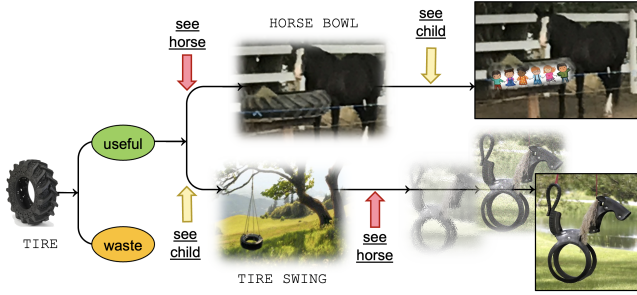 see
horse
HORSE BOWL
see
child
useful
TIRE
waste
see
child
TIRE SWING
see
horse